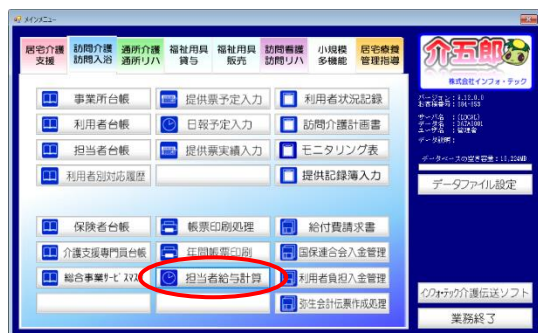 メインメニュー
居宅介護 支援
訪問介護 訪問入浴
通所介護 通所リハ
福祉用具 貸与
福祉用具 販売
訪問看護 訪問リハ
小規模 多機能
居宅療養 管理指導
介五郎
株式会社インフォ・テック
事業所台帳
提供票予定入力
利用者状況記録
利用者台帳
日報予定入力
訪問介護計画書
担当者台帳
提供票実績入力
モニタリング表
利用者別対応履歴
提供記録簿入力
データファイル設定
保険者台帳
帳票印刷処理
給付費請求書
介護支援専門員台帳
年間帳票印刷
国保連合会入金管理
総合事業ｻｰﾋﾞｽﾏｽ
担当者給与計算
利用者負担入金管理
弥生会計伝票作成処理
インフォ・テック介護伝送ソフト
業務終了